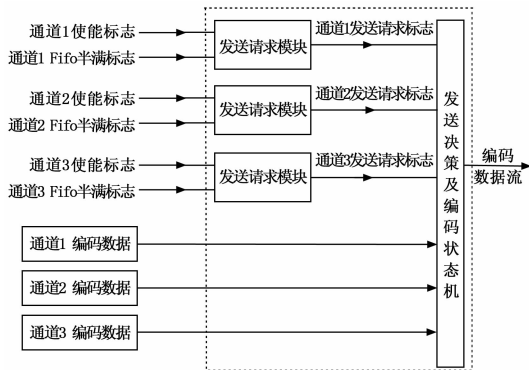 通道1使能标志
通道1 Fifo半满标志
发送请求模块
通道1发送请求标志
通道2使能标志
通道2 Fifo半满标志
发送请求模块
通道2发送请求标志
通道3使能标志
通道3 Fifo半满标志
发送请求模块
通道3发送请求标志
通道1 编码数据
通道2 编码数据
通道3 编码数据
发送决策及编码状态机
编码
数据流